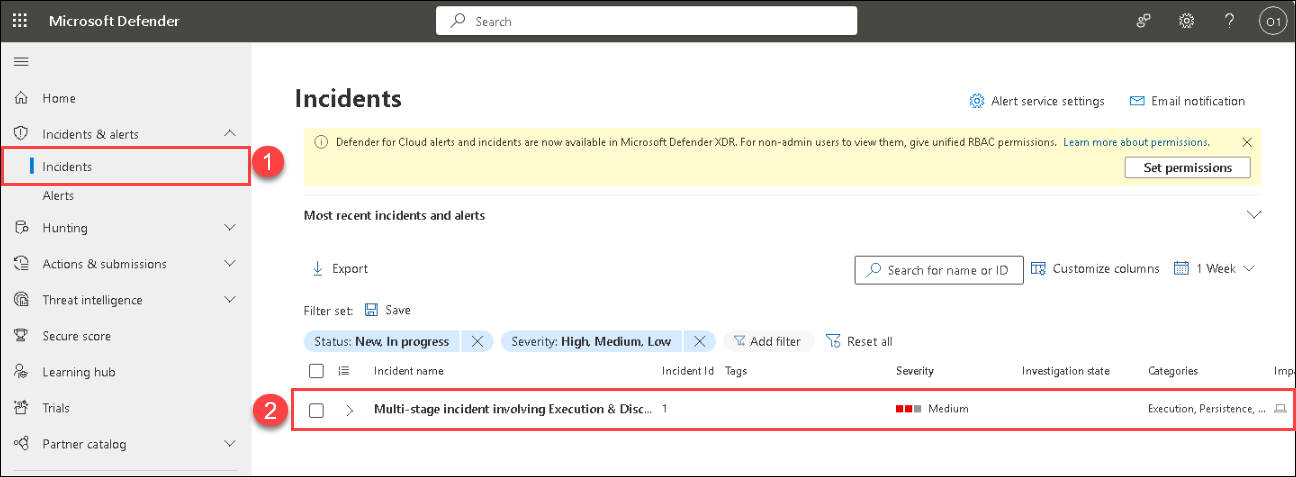 Microsoft Defender
Search
O1
Home
Incidents & alerts
Incidents
1
Alerts
Hunting
Actions & submissions
Threat intelligence
Secure score
Learning hub
Trials
Partner catalog
Incidents
Alert service settings
Email notification
Defender for Cloud alerts and incidents are now available in Microsoft Defender XDR. For non-admin users to view them, give unified RBAC permissions. Learn more about permissions.
Set permissions
Most recent incidents and alerts
Export
Search for name or ID
Customize columns
1 Week
Filter set:
Save
Status: New, In progress
Severity: High, Medium, Low
Add filter
Reset all
Incident name Incident Id Tags Severity Investigation state Categories Impa
2
Multi-stage incident involving Execution & Disc... 1 Medium Execution, Persistence, ...